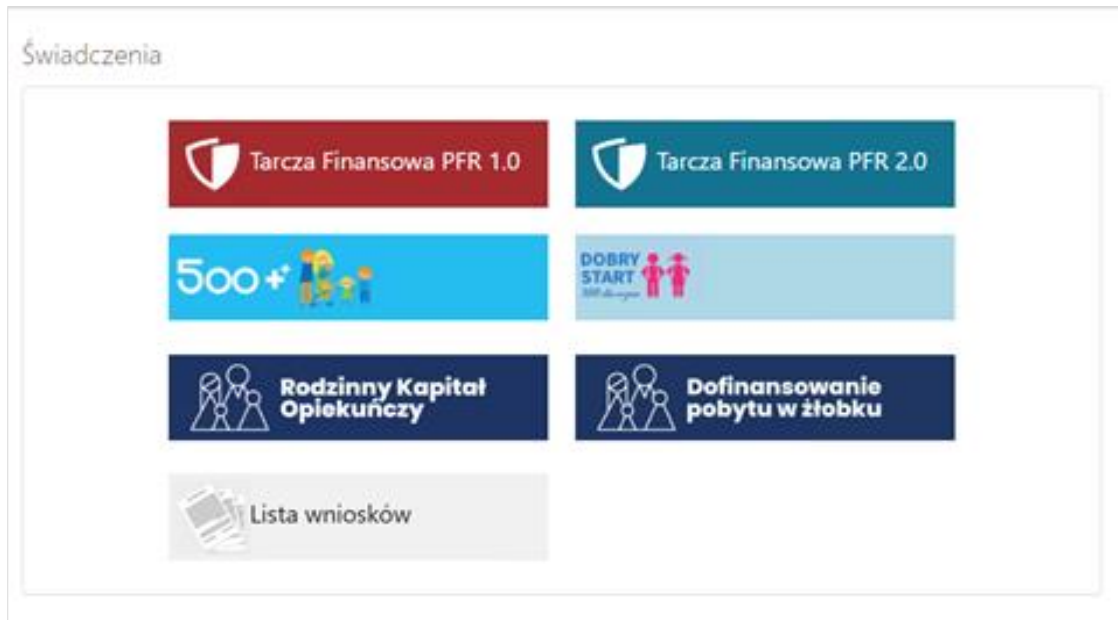 Świadczenia
Tarcza Finansowa PFR 1.0
Tarcza Finansowa PFR 2.0
500+
DOBRY
START
Rodzinny Kapitał
Opiekuńczy
Dofinansowanie
pobytu w żłobku
Lista wniosków